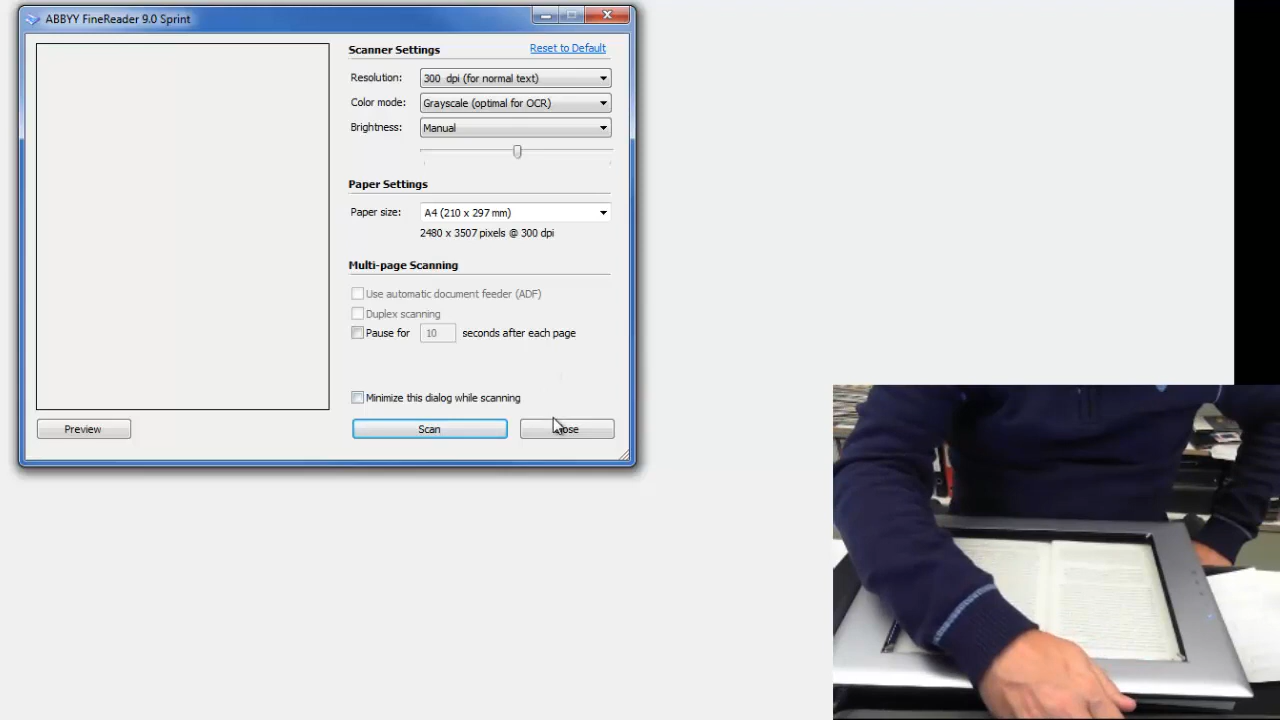 ABBYY FineReader 9.0 Sprint
Scanner Settings
Reset to Default
Resolution: 300 dpi (for normal text)
Color mode: Grayscale (optimal for OCR)
Brightness: Manual
Paper Settings
Paper size: A4 (210 x 297 mm)
2480 x 3507 pixels @ 300 dpi
Multi-page Scanning
Use automatic document feeder (ADF)
Duplex scanning
Pause for 10 seconds after each page
Minimize this dialog while scanning
Preview Scan Close